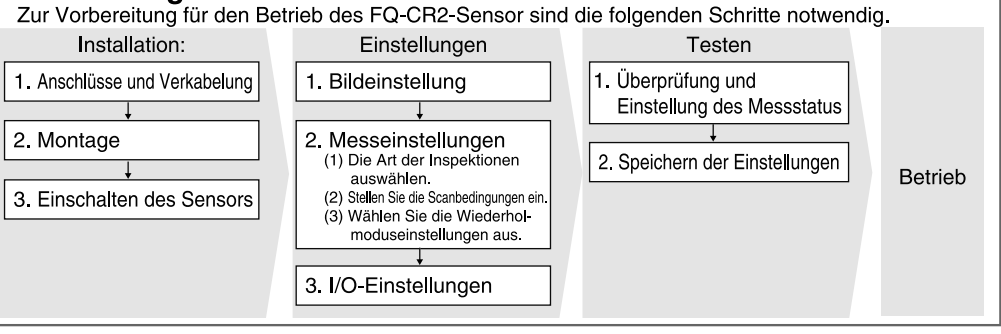 Zur Vorbereitung für den Betrieb des FQ-CR2-Sensor sind die folgenden Schritte notwendig.
Installation:
1. Anschlüsse und Verkabelung
2. Montage
3. Einschalten des Sensors
Einstellungen
1. Bildeinstellung
2. Messeinstellungen
(1) Die Art der Inspektionen
auswählen.
(2) Stellen Sie die Scanbedingungen ein.
(3) Wählen Sie die Wiederhol-
moduseinstellungen aus.
3. I/O-Einstellungen
Testen
1. Überprüfung und
Einstellung des Messstatus
2. Speichern der Einstellungen
Betrieb